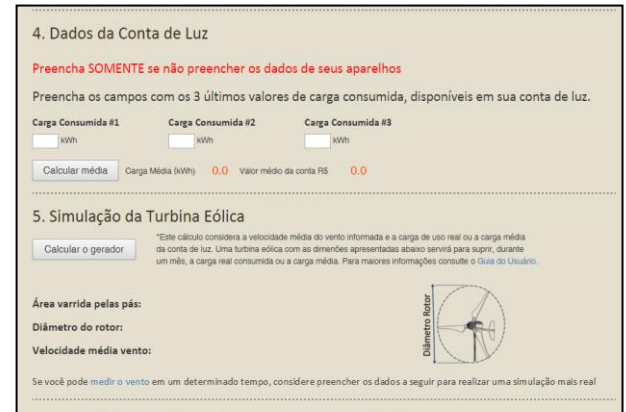 4. Dados da Conta de Luz
Preencha SOMENTE se não preencher os dados de seus aparelhos
Preencha os campos com os 3 últimos valores de carga consumida, disponíveis em sua conta de luz.
Carga Consumida #1 Carga Consumida #2 Carga Consumida #3
kWh kWh kWh
Calcular média Carga Média (kWh) 0.0 Valor médio da conta R$ 0.0
5. Simulação da Turbina Eólica
Calcular o gerador
*Este cálculo considera a velocidade média do vento informada e a carga de uso real ou a carga média
da conta de luz. Uma turbina eólica com as dimenões apresentadas abaixo servirá para suprir, durante
um mês, a carga real consumida ou a carga média. Para maiores informações consulte o Guia do Usuário.
Área varrida pelas pás:
Diâmetro do rotor:
Velocidade média vento:
Diâmetro Rotor
Se você pode medir o vento em um determinado tempo, considere preencher os dados a seguir para realizar uma simulação mais real